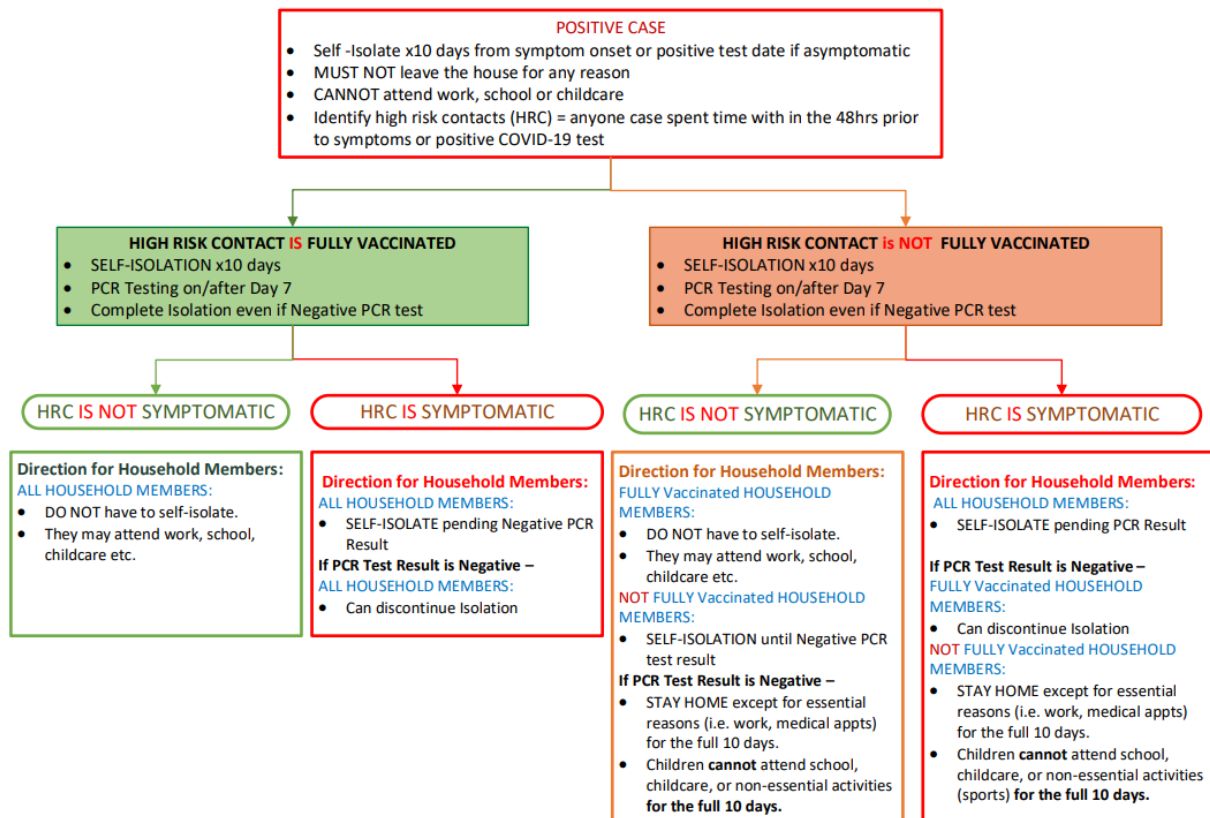 POSITIVE CASE
• Self -Isolate x10 days from symptom onset or positive test date if asymptomatic
• MUST NOT leave the house for any reason
• CANNOT attend work, school or childcare
• Identify high risk contacts (HRC) = anyone case spent time with in the 48hrs prior
to symptoms or positive COVID-19 test
HIGH RISK CONTACT IS FULLY VACCINATED
• SELF-ISOLATION x10 days
• PCR Testing on/after Day 7
• Complete Isolation even if Negative PCR test
HIGH RISK CONTACT is NOT FULLY VACCINATED
• SELF-ISOLATION x10 days
• PCR Testing on/after Day 7
• Complete Isolation even if Negative PCR test
HRC IS NOT SYMPTOMATIC
HRC IS SYMPTOMATIC
HRC IS NOT SYMPTOMATIC
HRC IS SYMPTOMATIC
Direction for Household Members:
ALL HOUSEHOLD MEMBERS:
• DO NOT have to self-isolate.
• They may attend work, school,
childcare etc.
Direction for Household Members:
ALL HOUSEHOLD MEMBERS:
• SELF-ISOLATE pending Negative PCR
Result
If PCR Test Result is Negative –
ALL HOUSEHOLD MEMBERS:
• Can discontinue Isolation
Direction for Household Members:
FULLY Vaccinated HOUSEHOLD
MEMBERS:
• DO NOT have to self-isolate.
• They may attend work, school,
childcare etc.
NOT FULLY Vaccinated HOUSEHOLD
MEMBERS:
• SELF-ISOLATION until Negative PCR
test result
If PCR Test Result is Negative –
• STAY HOME except for essential
reasons (i.e. work, medical appts)
for the full 10 days.
• Children cannot attend school,
childcare, or non-essential activities
for the full 10 days.
Direction for Household Members:
ALL HOUSEHOLD MEMBERS:
• SELF-ISOLATE pending PCR Result
If PCR Test Result is Negative –
FULLY Vaccinated HOUSEHOLD
MEMBERS:
• Can discontinue Isolation
NOT FULLY Vaccinated HOUSEHOLD
MEMBERS:
• STAY HOME except for essential
reasons (i.e. work, medical appts)
for the full 10 days.
• Children cannot attend school,
childcare, or non-essential activities
(sports) for the full 10 days.